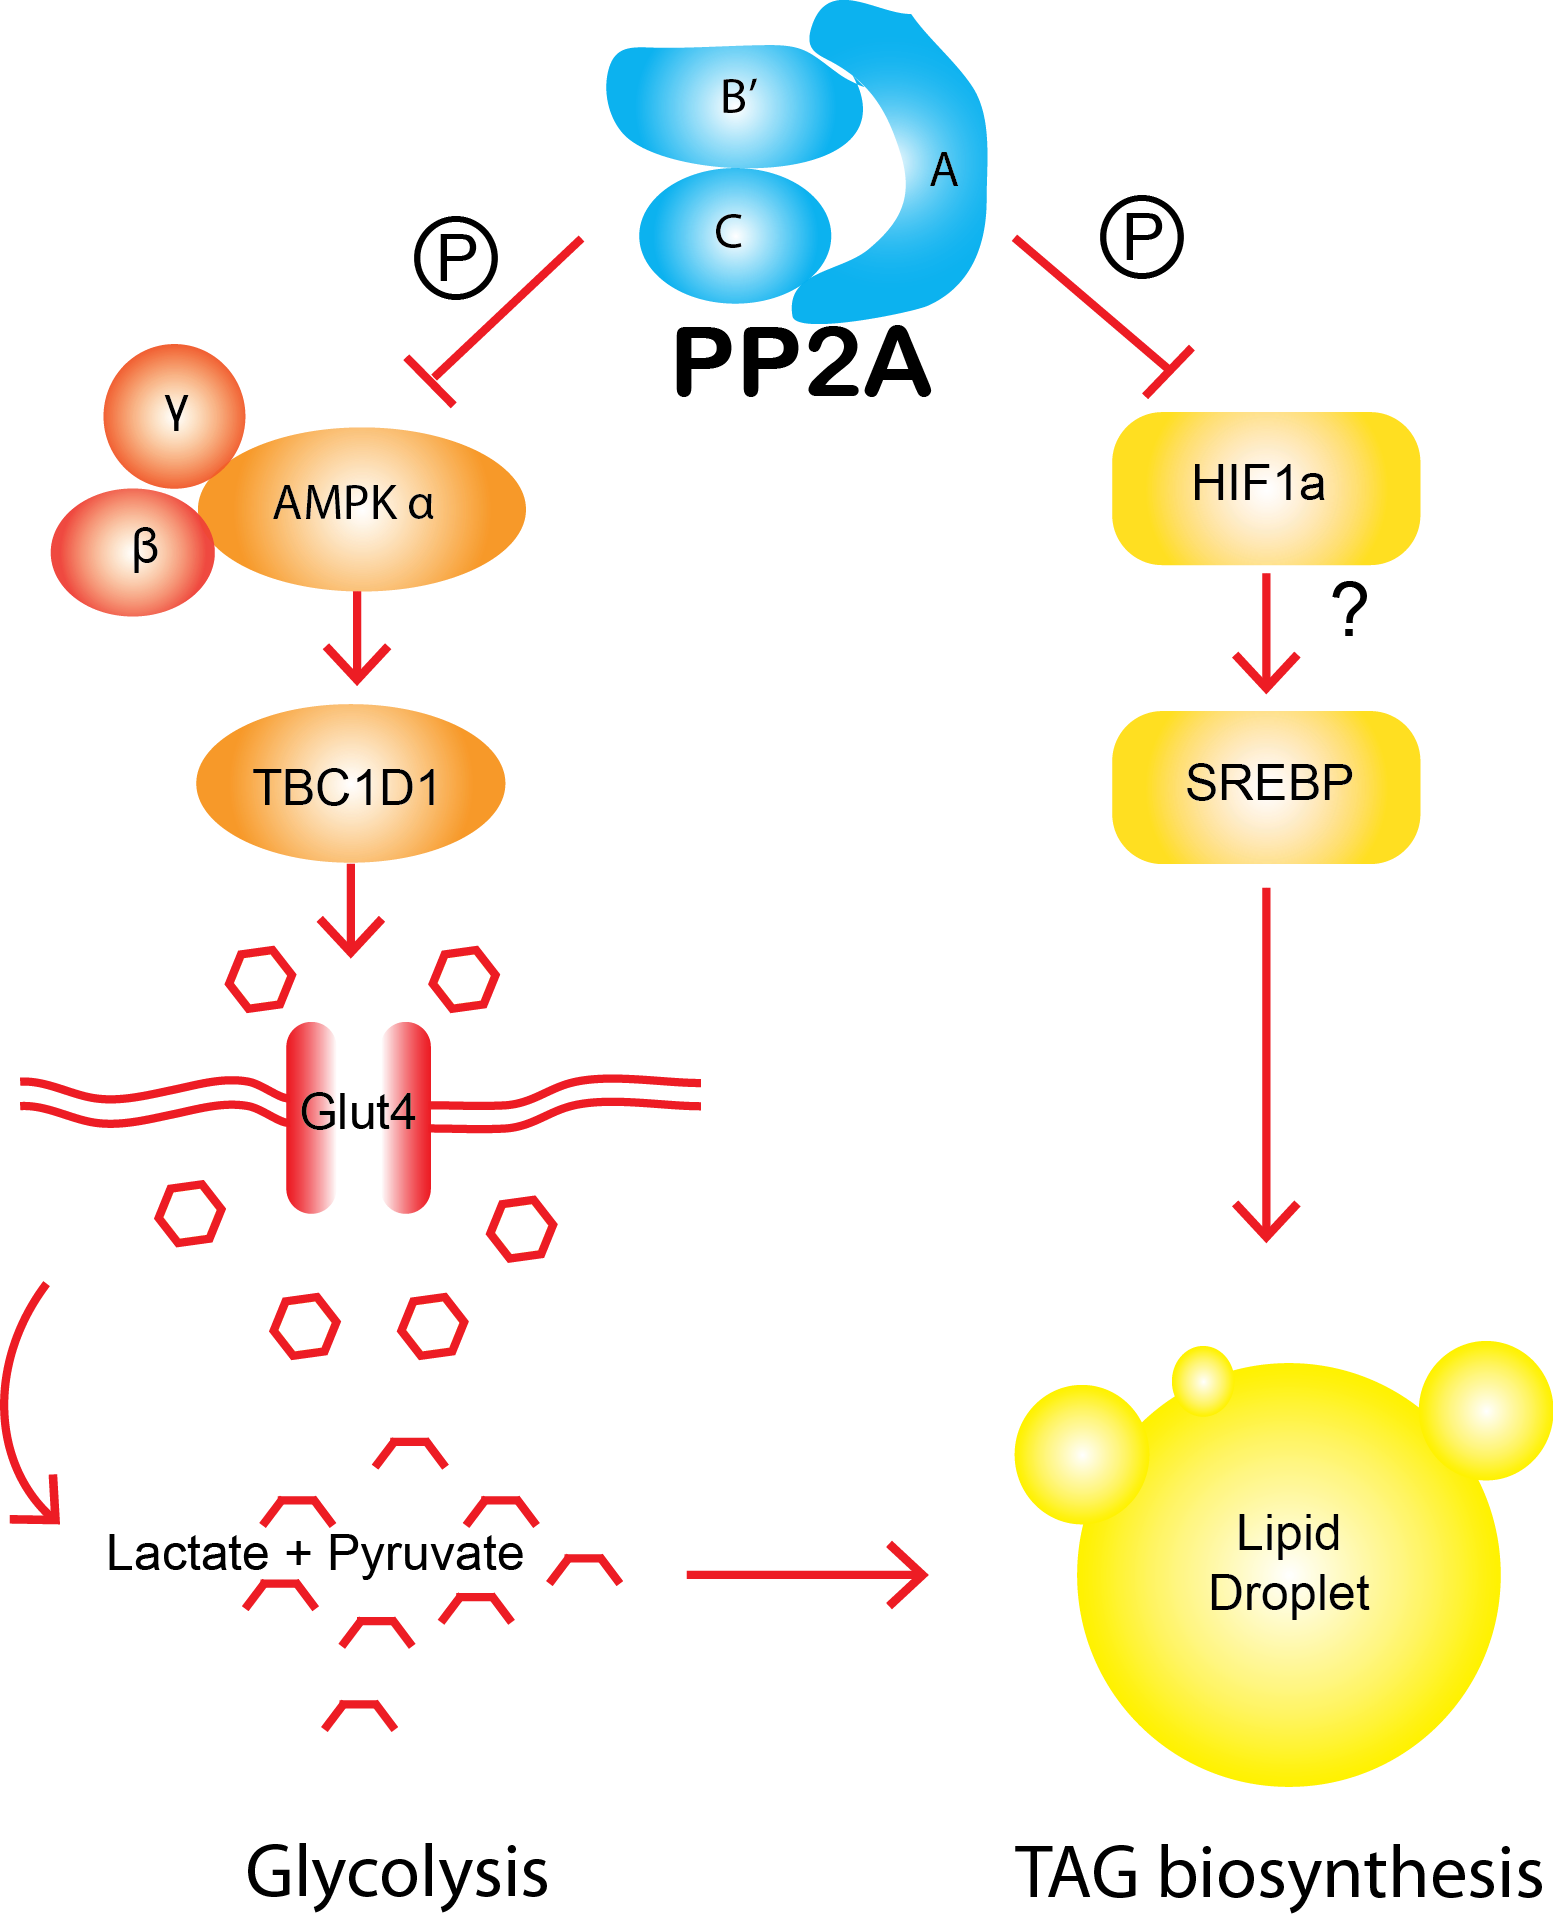 B’
A
C
P
P
PP2A
γ
AMPK α
β
HIF1a
?
TBC1D1
SREBP
Glut4
Lipid
Droplet
Lactate + Pyruvate
Glycolysis
TAG biosynthesis